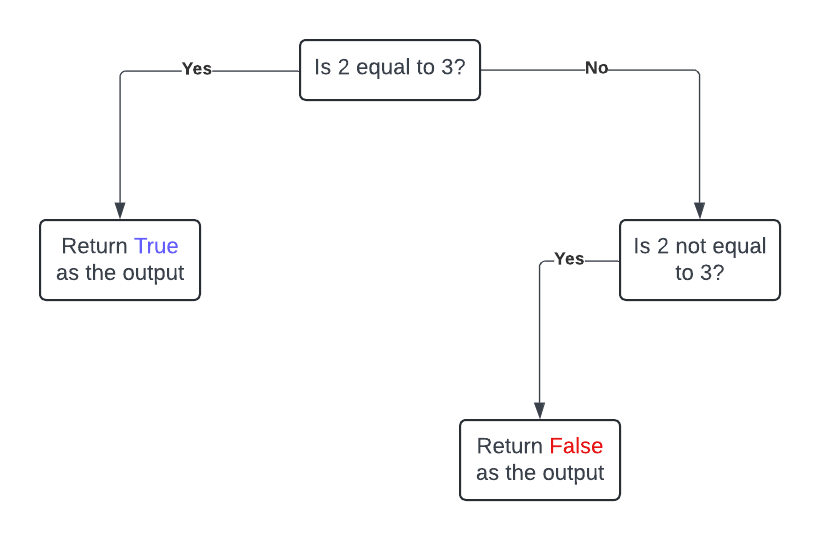 Is 2 equal to 3?
Yes
No
Return True
as the output
Is 2 not equal
to 3?
Yes
Return False
as the output